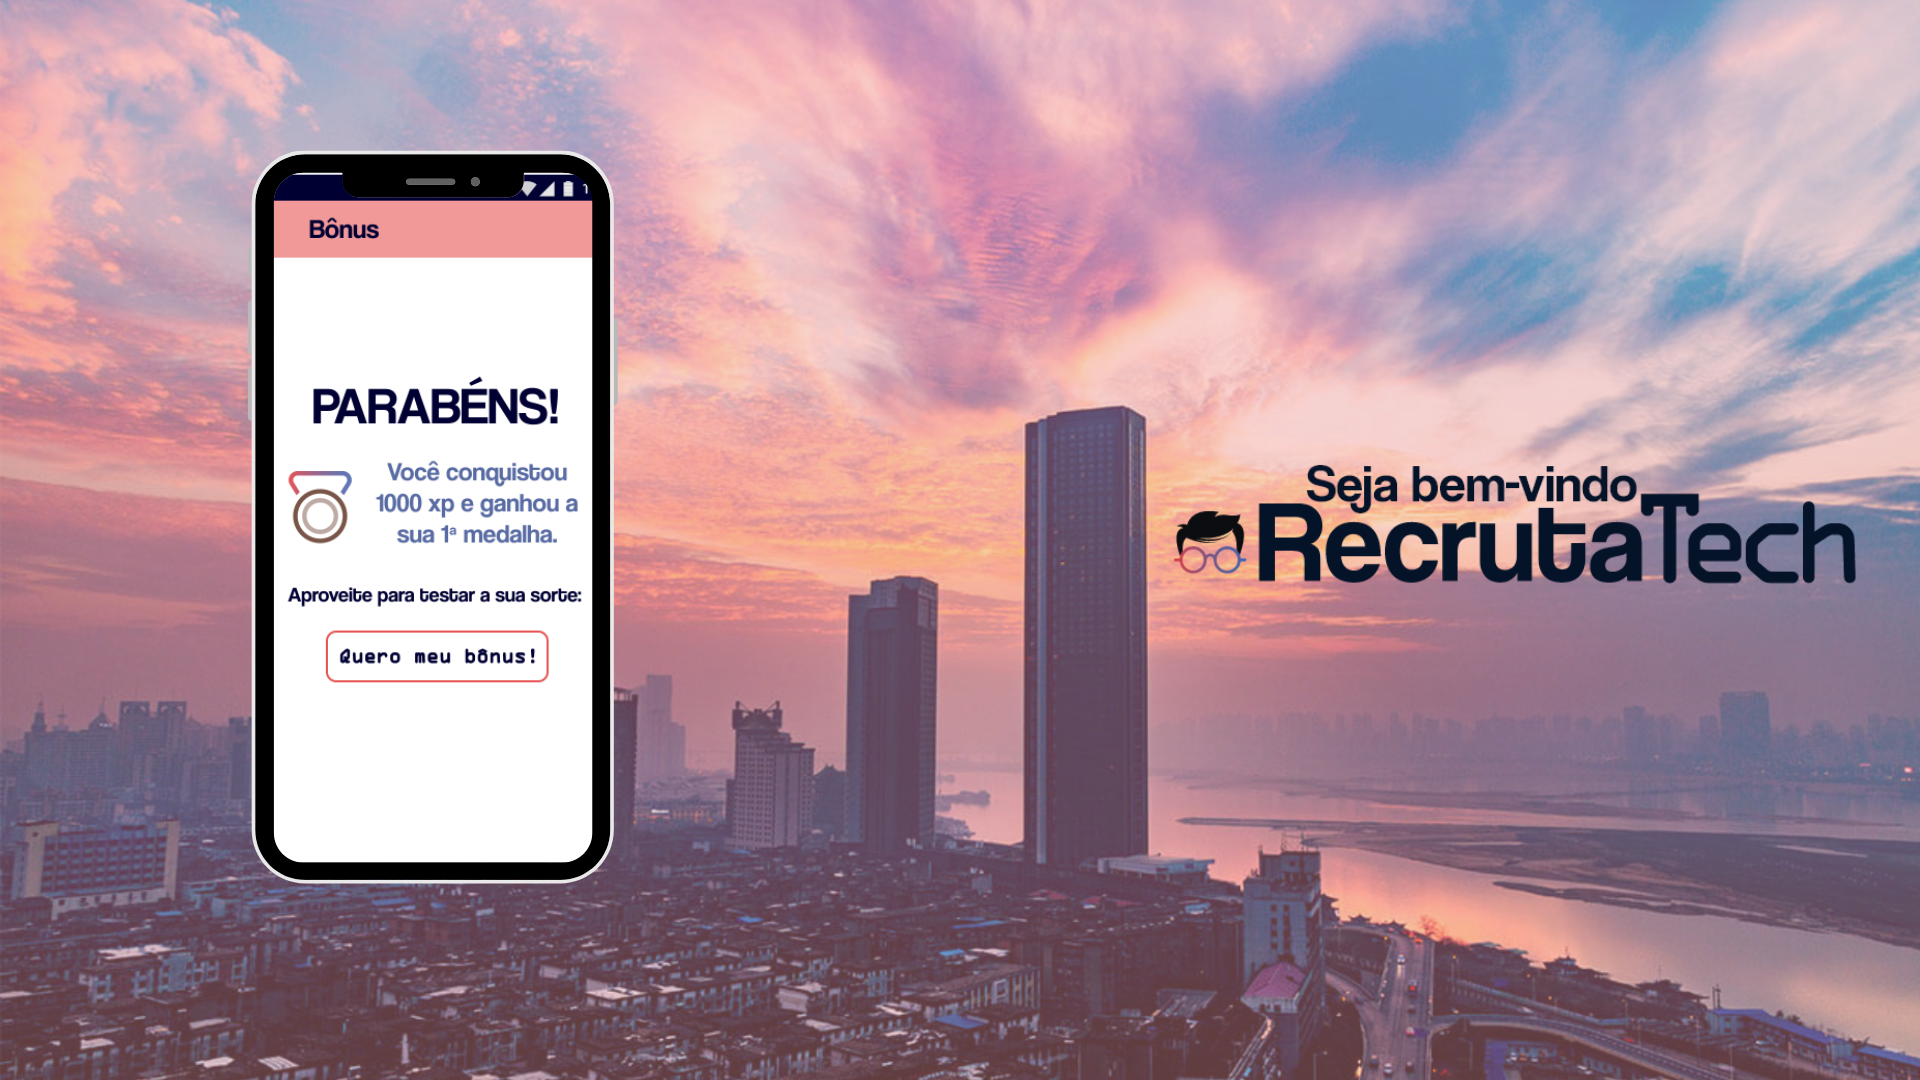 Bônus
PARABÉNS!
Você conquistou
1000 xp e ganhou a
sua 1ª medalha.
Aproveite para testar a sua sorte:
Quero meu bônus!
Seja bem-vindo
RecrutaTech